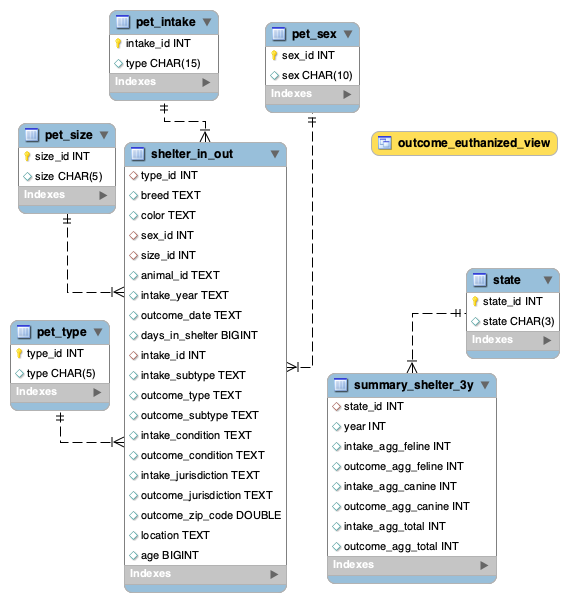 pet_intake
intake_id INT
type CHAR(15)
Indexes
pet_sex
sex_id INT
sex CHAR(10)
Indexes
outcome_euthanized_view
pet_size
size_id INT
size CHAR(5)
Indexes
shelter_in_out
type_id INT
breed TEXT
color TEXT
sex_id INT
size_id INT
animal_id TEXT
intake_year TEXT
outcome_date TEXT
days_in_shelter BIGINT
intake_id INT
intake_subtype TEXT
outcome_type TEXT
outcome_subtype TEXT
intake_condition TEXT
outcome_condition TEXT
intake_jurisdiction TEXT
outcome_jurisdiction TEXT
outcome_zip_code DOUBLE
location TEXT
age BIGINT
Indexes
pet_type
type_id INT
type CHAR(5)
Indexes
state
state_id INT
state CHAR(3)
Indexes
summary_shelter_3y
state_id INT
year INT
intake_agg_feline INT
outcome_agg_feline INT
intake_agg_canine INT
outcome_agg_canine INT
intake_agg_total INT
outcome_agg_total INT
Indexes